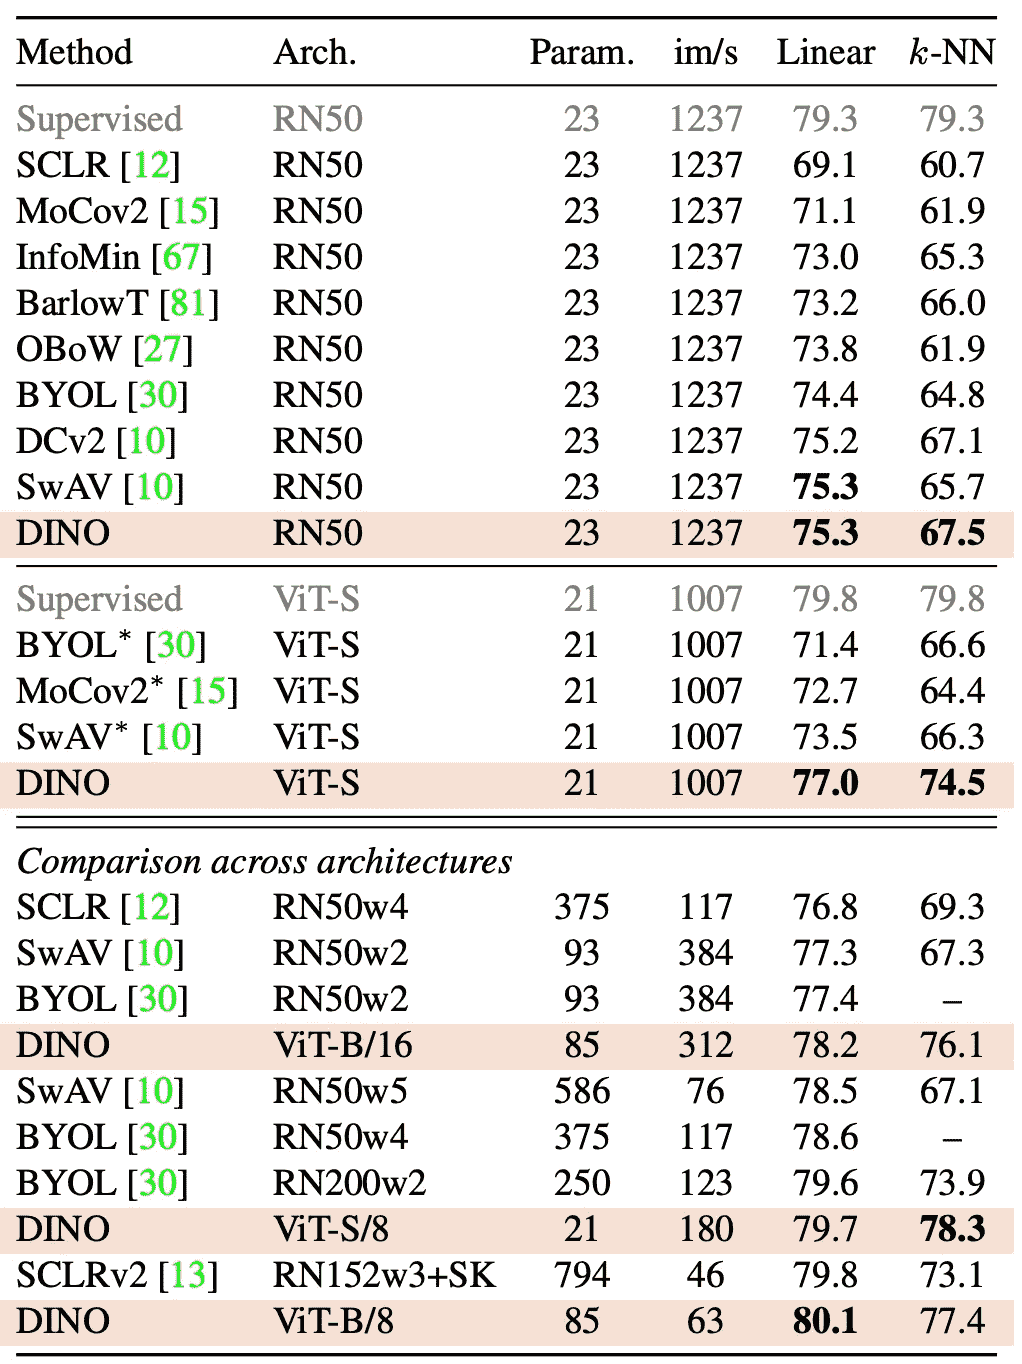 Method Arch. Param. im/s Linear k-NN
Supervised RN50 23 1237 79.3 79.3
SCLR [12] RN50 23 1237 69.1 60.7
MoCov2 [15] RN50 23 1237 71.1 61.9
InfoMin [67] RN50 23 1237 73.0 65.3
BarlowT [81] RN50 23 1237 73.2 66.0
OBoW [27] RN50 23 1237 73.8 61.9
BYOL [30] RN50 23 1237 74.4 64.8
DCv2 [10] RN50 23 1237 75.2 67.1
SwAV [10] RN50 23 1237 75.3 65.7
DINO RN50 23 1237 75.3 67.5
Supervised ViT-S 21 1007 79.8 79.8
BYOL* [30] ViT-S 21 1007 71.4 66.6
MoCov2* [15] ViT-S 21 1007 72.7 64.4
SwAV* [10] ViT-S 21 1007 73.5 66.3
DINO ViT-S 21 1007 77.0 74.5
Comparison across architectures
SCLR [12] RN50w4 375 117 76.8 69.3
SwAV [10] RN50w2 93 384 77.3 67.3
BYOL [30] RN50w2 93 384 77.4 –
DINO ViT-B/16 85 312 78.2 76.1
SwAV [10] RN50w5 586 76 78.5 67.1
BYOL [30] RN50w4 375 117 78.6 –
BYOL [30] RN200w2 250 123 79.6 73.9
DINO ViT-S/8 21 180 79.7 78.3
SCLRv2 [13] RN152w3+SK 794 46 79.8 73.1
DINO ViT-B/8 85 63 80.1 77.4